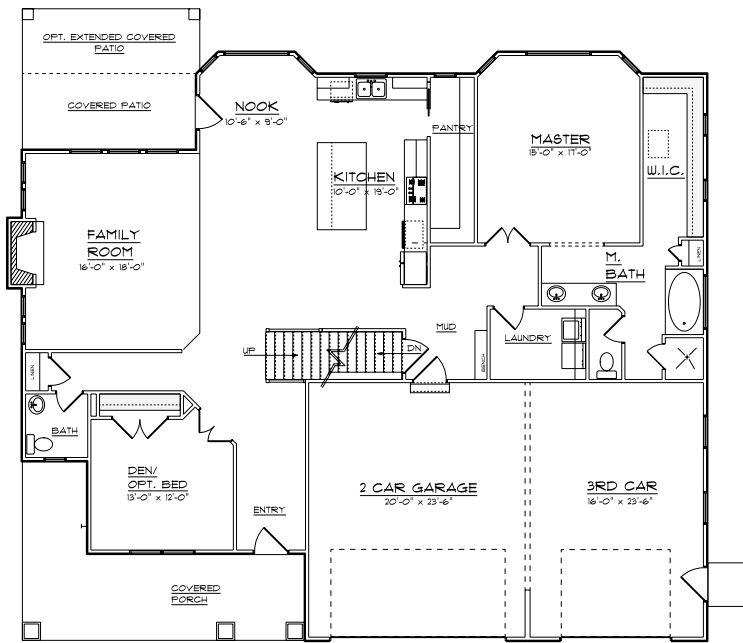 OPT. EXTENDED COVERED
PATIO
COVERED PATIO
NOOK
10'-6" x 9'-0"
PANTRY
MASTER
15'-0" x 17'-0"
W.I.C.
KITCHEN
10'-0" x 19'-0"
FAMILY
ROOM
16'-0" x 18'-0"
LINEN
M.
BATH
MUD
LAUNDRY
BENCH
UP
DN
LINEN
BATH
DEN/
OPT. BED
13'-0" x 12'-0"
ENTRY
2 CAR GARAGE
20'-0" x 23'-6"
3RD CAR
16'-0" x 23'-6"
COVERED
PORCH